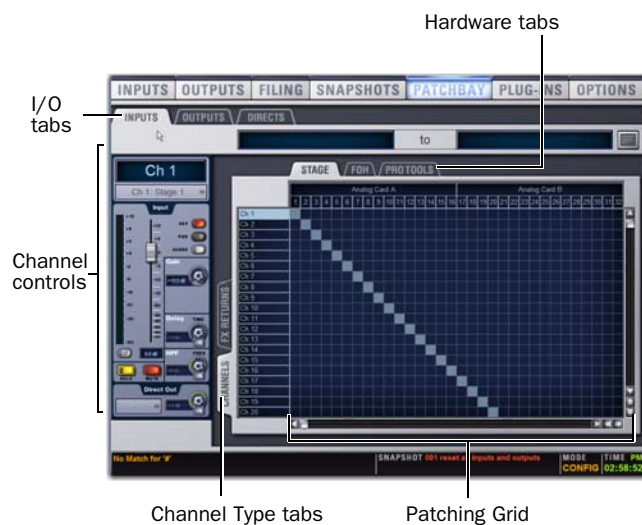 Hardware tabs
I/O
tabs
INPUTS OUTPUTS FILING SNAPSHOTS PATCHBAY PLUG-INS OPTIONS
INPUTS OUTPUTS DIRECTS
to
Ch 1
Ch 1: Stage 1
STAGE FOH PRO TOOLS
Analog Card A Analog Card B
1 2 3 4 5 6 7 8 9 10 11 12 13 14 15 16 17 18 19 20 21 22 23 24 25 26 27 28 29 30 31 32
Input
Gain
Delay TIME
HPF FREQ
MUTE
Direct Out
Channel
controls
FX RETURNS
CHANNELS
Ch 1
Ch 2
Ch 3
Ch 4
Ch 5
Ch 6
Ch 7
Ch 8
Ch 9
Ch 10
Ch 11
Ch 12
Ch 13
Ch 14
Ch 15
Ch 16
Ch 17
Ch 18
Ch 19
Ch 20
No Match for '#'
SNAPSHOT 001 reset all inputs and outputs
MODE
CONFIG
TIME PM
02:58:52
Channel Type tabs
Patching Grid